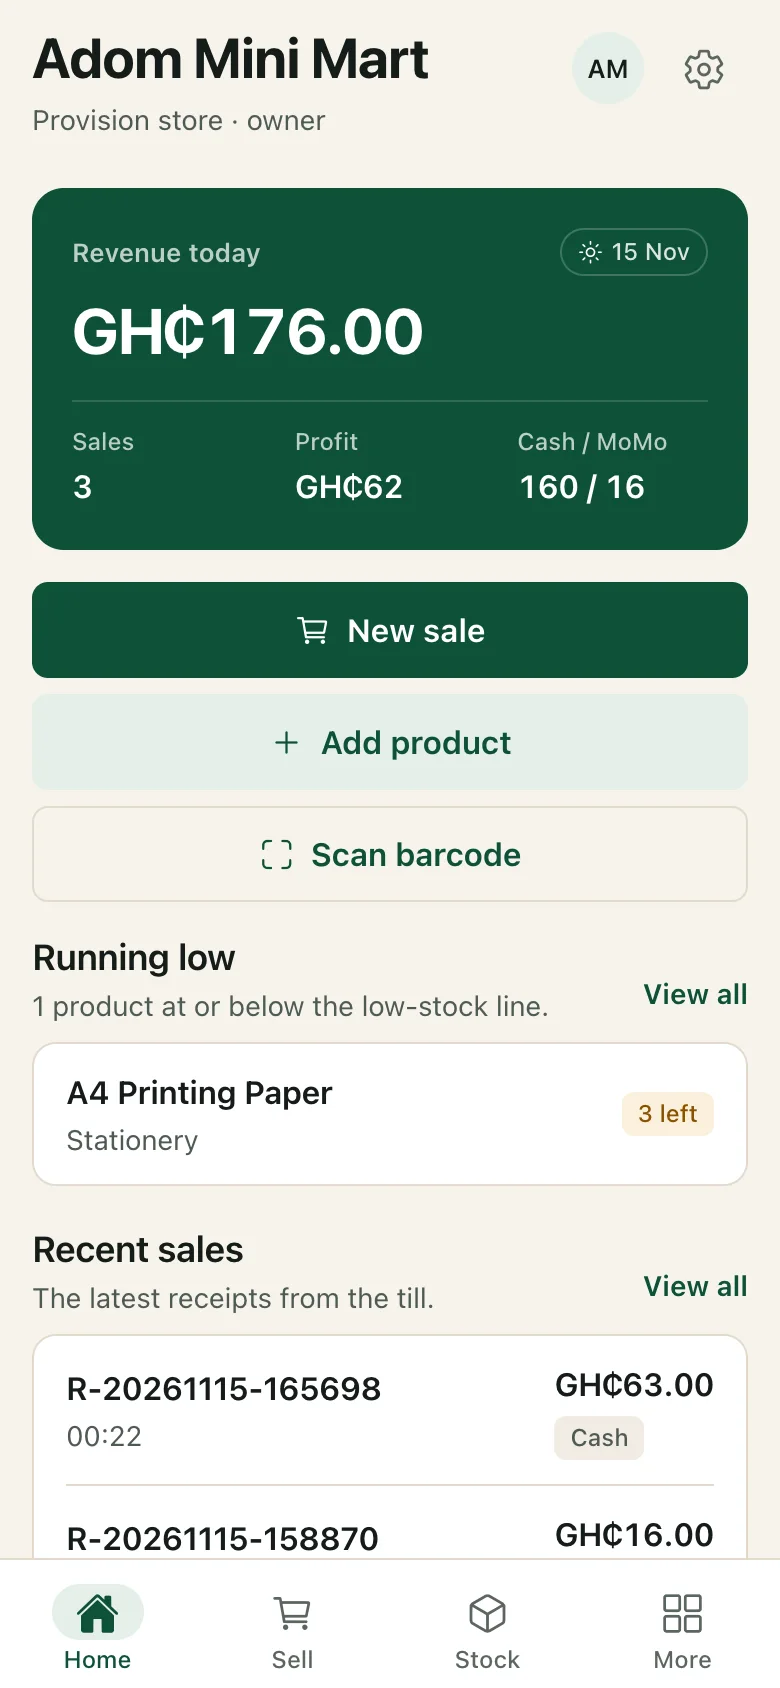 Adom Mini Mart
AM
Provision store · owner
Revenue today
15 Nov
GH₵176.00
Sales
Profit
Cash / MoMo
3
GH₵62
160 / 16
New sale
Add product
Scan barcode
Running low
1 product at or below the low-stock line.
View all
A4 Printing Paper
Stationery
3 left
Recent sales
The latest receipts from the till.
View all
R-20261115-165698
GH₵63.00
00:22
Cash
R-20261115-158870
GH₵16.00
Home
Sell
Stock
More